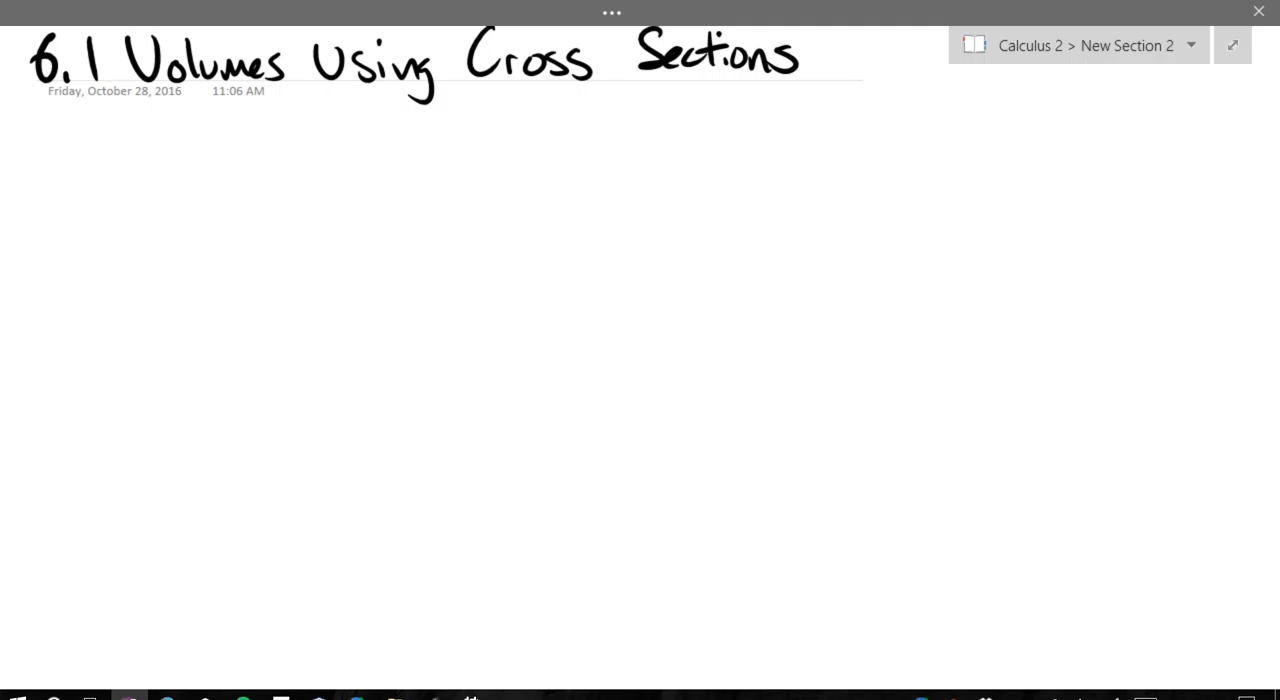 6.1 Volumes Using Cross Sections
Calculus 2 > New Section 2
Friday, October 28, 2016 11:06 AM